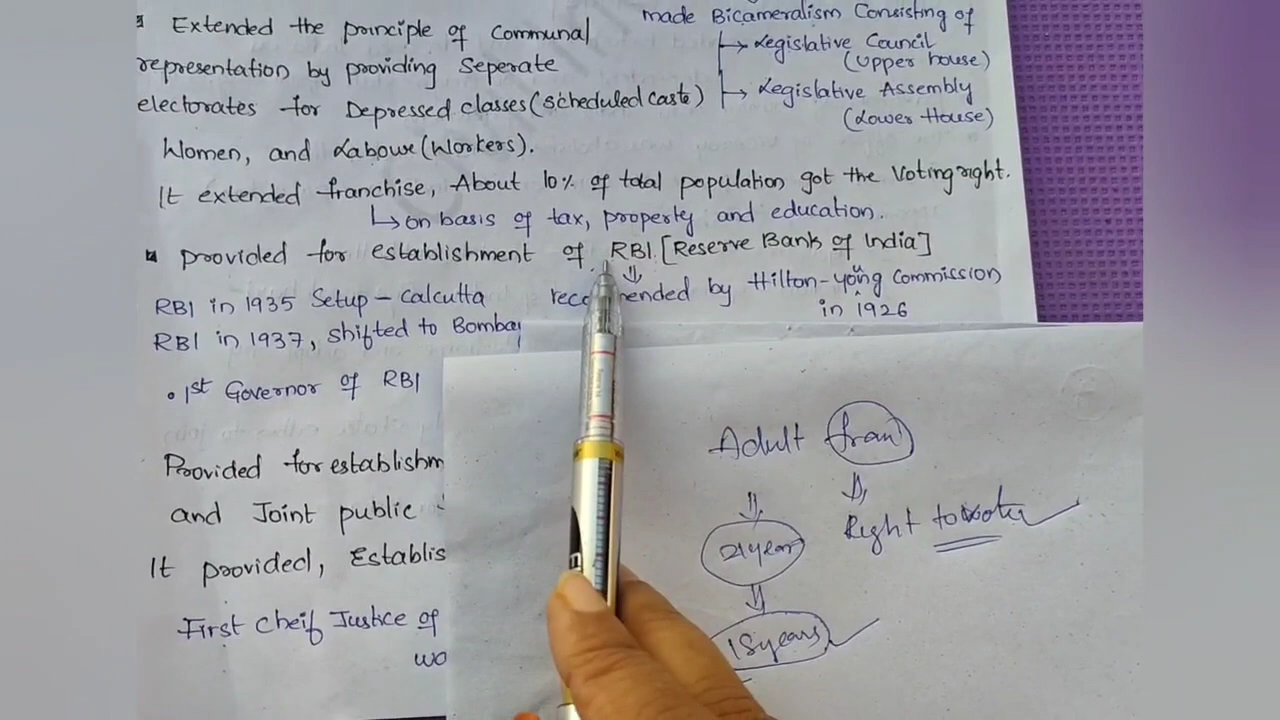 Extended the principle of Communal
representation by providing Seperate
electorates for Depressed classes (Scheduled Caste)
Women, and Labour (Workers).
made Bicameralism Consisting of
→ Legislative Council
(Upper house)
→ Legislative Assembly
(Lower House)
It extended franchise, About 10% of total population got the Voting right.
↳ on basis of tax, property and education.
Provided for establishment of RBI. [Reserve Bank of India]
RBI in 1935 Setup - Calcutta
recommended by Hilton-young Commission
in 1926
RBI in 1937, shifted to Bombay
• 1st Governor of RBI
Provided for establishm
and Joint public
It provided, Establis
First Cheif Justice of
wo
Adult fran
⇓ ⇓
Right to vote
21 year
⇓
18 years